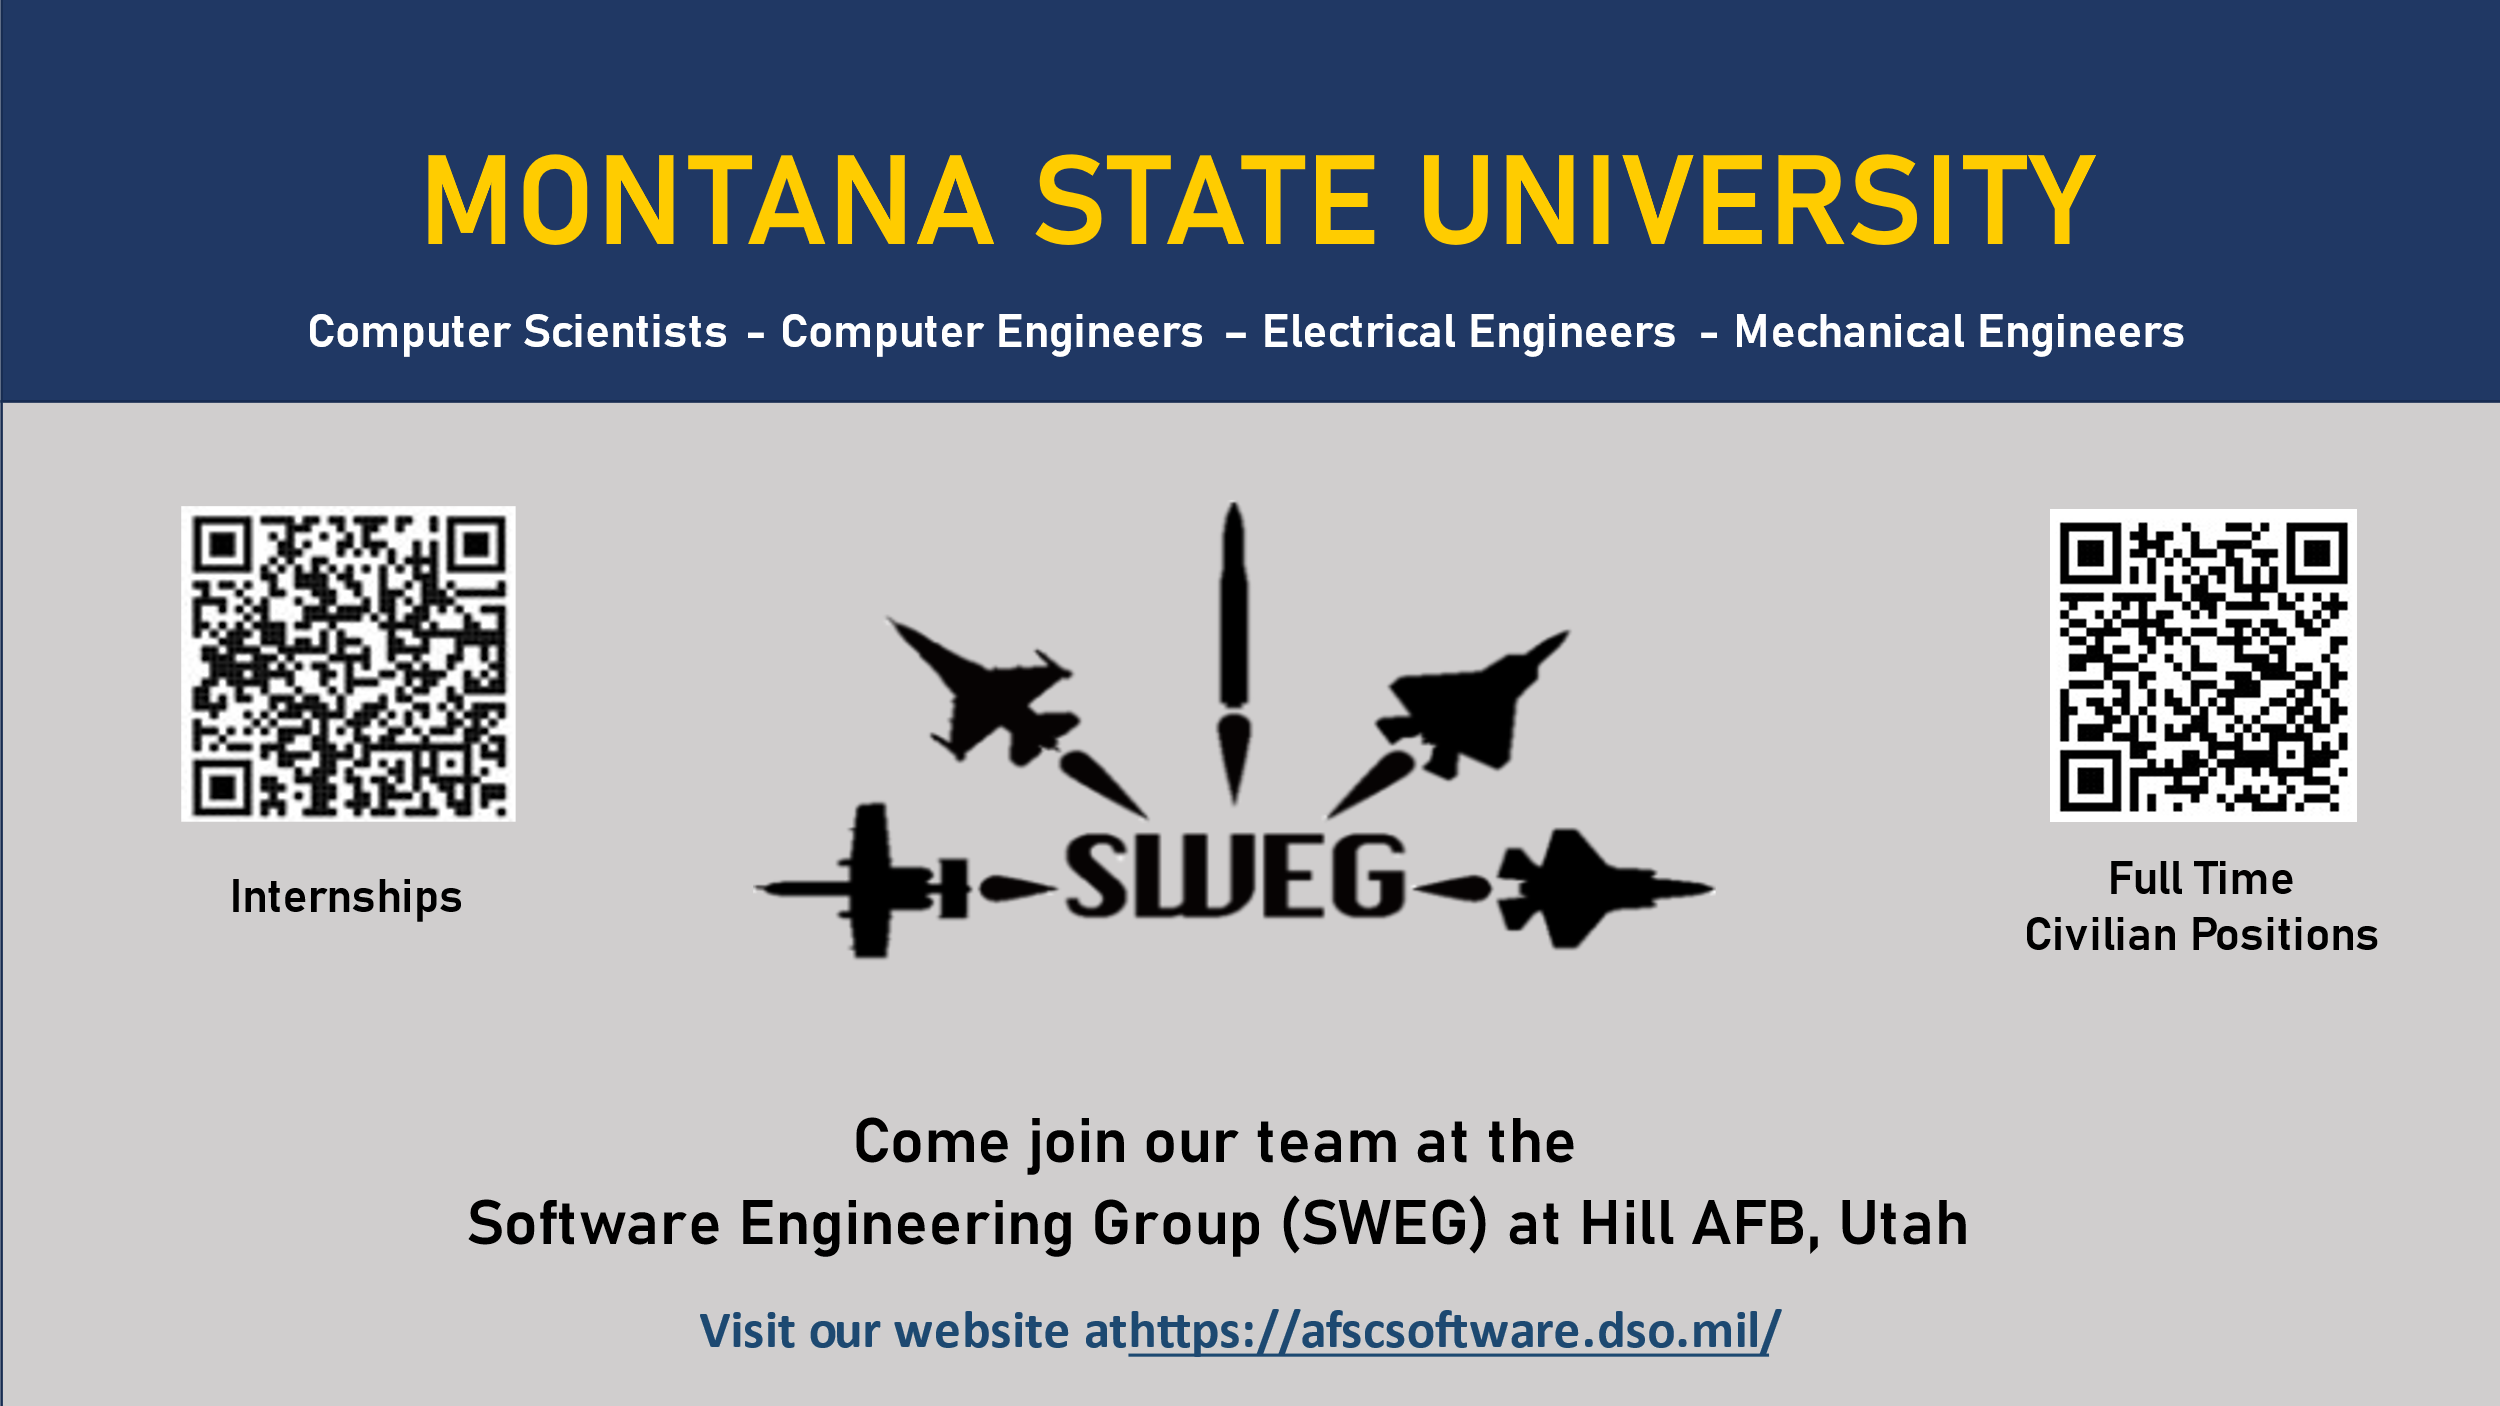 MONTANA STATE UNIVERSITY
Computer Scientists - Computer Engineers – Electrical Engineers - Mechanical Engineers
SWEG
Internships
Full Time
Civilian Positions
Come join our team at the
Software Engineering Group (SWEG) at Hill AFB, Utah
Visit our website athttps://afscsoftware.dso.mil/